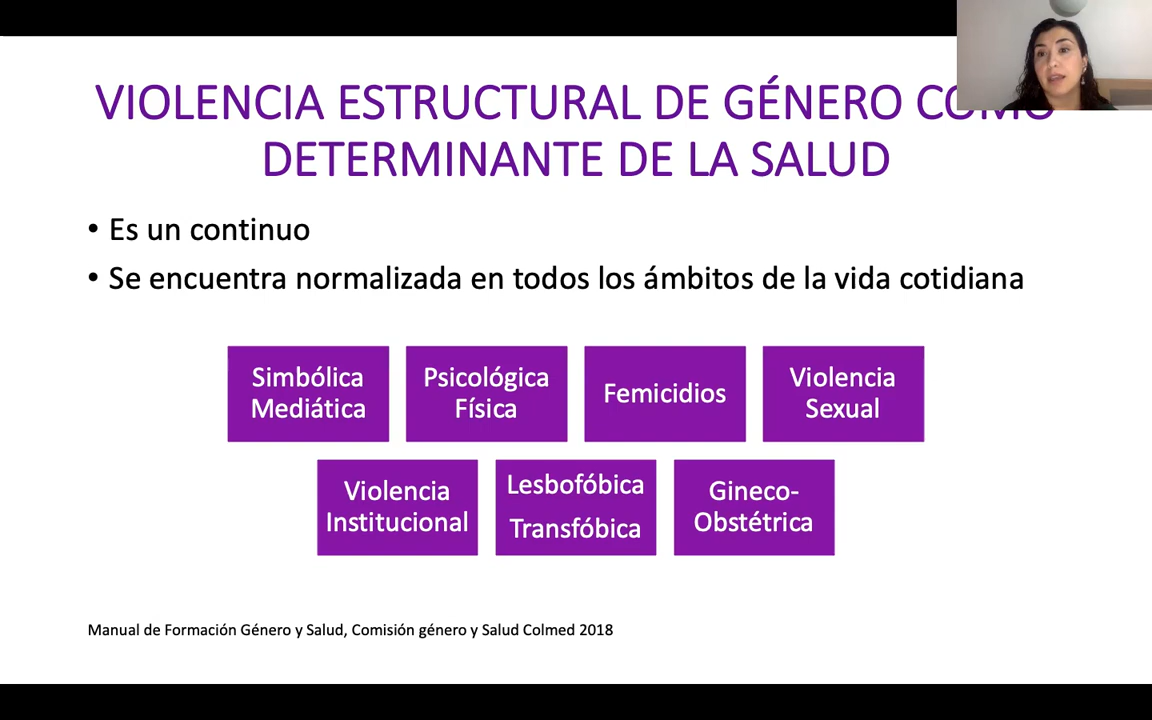 VIOLENCIA ESTRUCTURAL DE GÉNERO COMO
DETERMINANTE DE LA SALUD
• Es un continuo
• Se encuentra normalizada en todos los ámbitos de la vida cotidiana
Simbólica
Mediática
Psicológica
Física
Femicidios
Violencia
Sexual
Violencia
Institucional
Lesbofóbica
Transfóbica
Gineco-
Obstétrica
Manual de Formación Género y Salud, Comisión género y Salud Colmed 2018